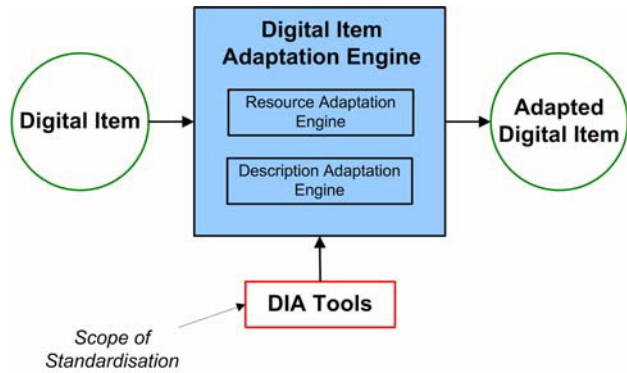 Digital Item
Adaptation Engine
Digital Item
Resource Adaptation
Engine
Adapted
Digital Item
Description Adaptation
Engine
DIA Tools
Scope of
Standardisation